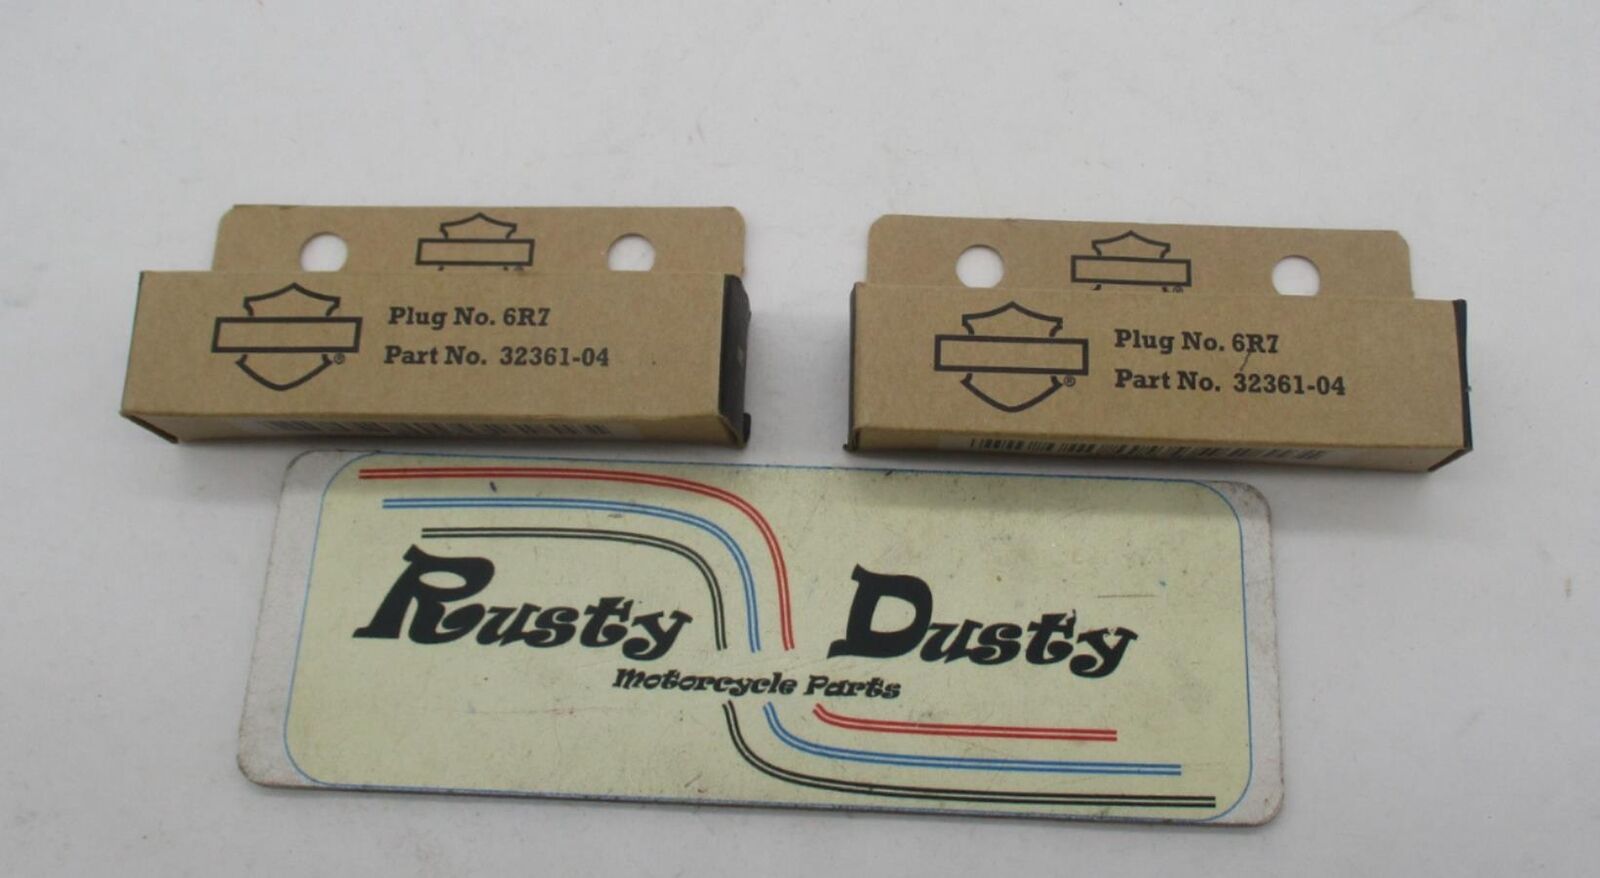 Plug No. 6R7
Part No. 32361-04
®
Plug No. 6R7
Part No. 32361-04
®
Rusty Dusty
Motorcycle Parts